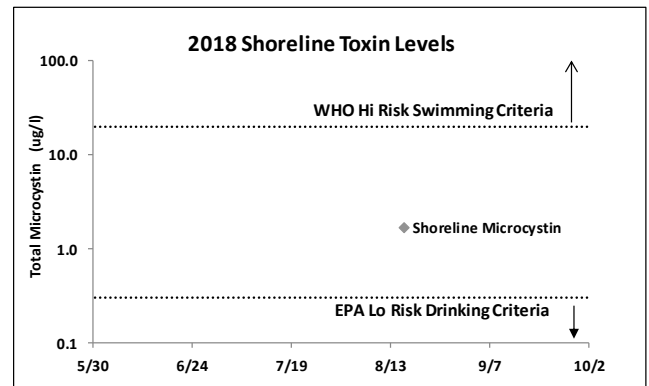 2018 Shoreline Toxin Levels
Total Microcystin (ug/l)
100.0
10.0
1.0
0.1
WHO Hi Risk Swimming Criteria
Shoreline Microcystin
EPA Lo Risk Drinking Criteria
5/30 6/24 7/19 8/13 9/7 10/2